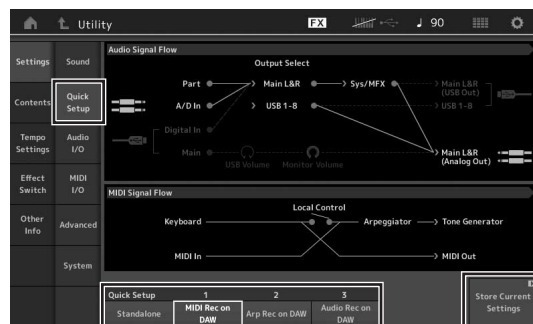 Utility
FX
♩ 90
Settings
Sound
Contents
Quick
Setup
Tempo
Settings
Audio
I/O
Effect
Switch
MIDI
I/O
Other
Info
Advanced
System
Audio Signal Flow
Output Select
Part
Main L&R
Sys/MFX
Main L&R
(USB Out)
A/D In
USB 1-8
USB 1-8
Digital In
Main
USB Volume
Monitor Volume
Main L&R
(Analog Out)
MIDI Signal Flow
Local Control
Keyboard
Arpeggiator
Tone Generator
MIDI In
MIDI Out
Quick Setup
1
2
3
Standalone
MIDI Rec on
DAW
Arp Rec on DAW
Audio Rec on
DAW
Store Current
Settings